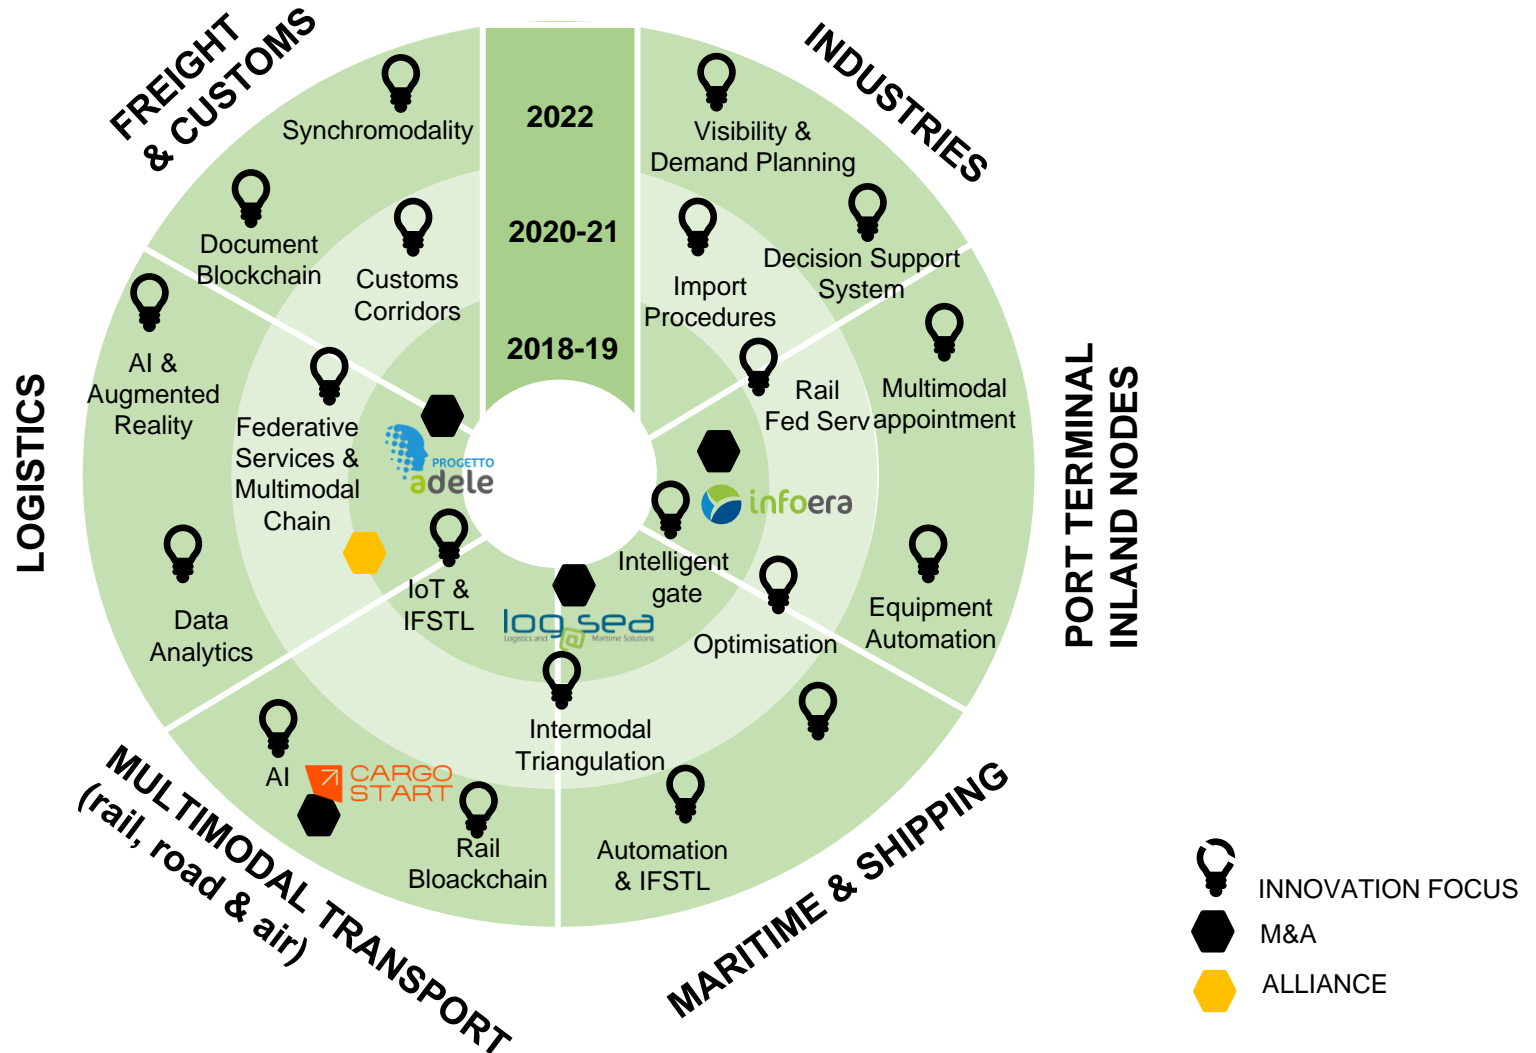 FREIGHT
& CUSTOMS
INDUSTRIES
2022
2020-21
2018-19
Synchromodality
Document
Blockchain
Customs
Corridors
Visibility &
Demand Planning
Decision Support
System
Import
Procedures
LOGISTICS
AI &
Augmented
Reality
Federative
Services &
Multimodal
Chain
PROGETTO
adele
Data
Analytics
IoT &
IFSTL
Rail
Fed Serv
Multimodal
appointment
infoera
Intelligent
gate
Equipment
Automation
PORT TERMINAL
INLAND NODES
log@sea
Logistics and Maritime Solutions
Optimisation
Intermodal
Triangulation
AI
CARGO
START
Rail
Bloackchain
Automation
& IFSTL
MULTIMODAL TRANSPORT
(rail, road & air)
MARITIME & SHIPPING
INNOVATION FOCUS
M&A
ALLIANCE